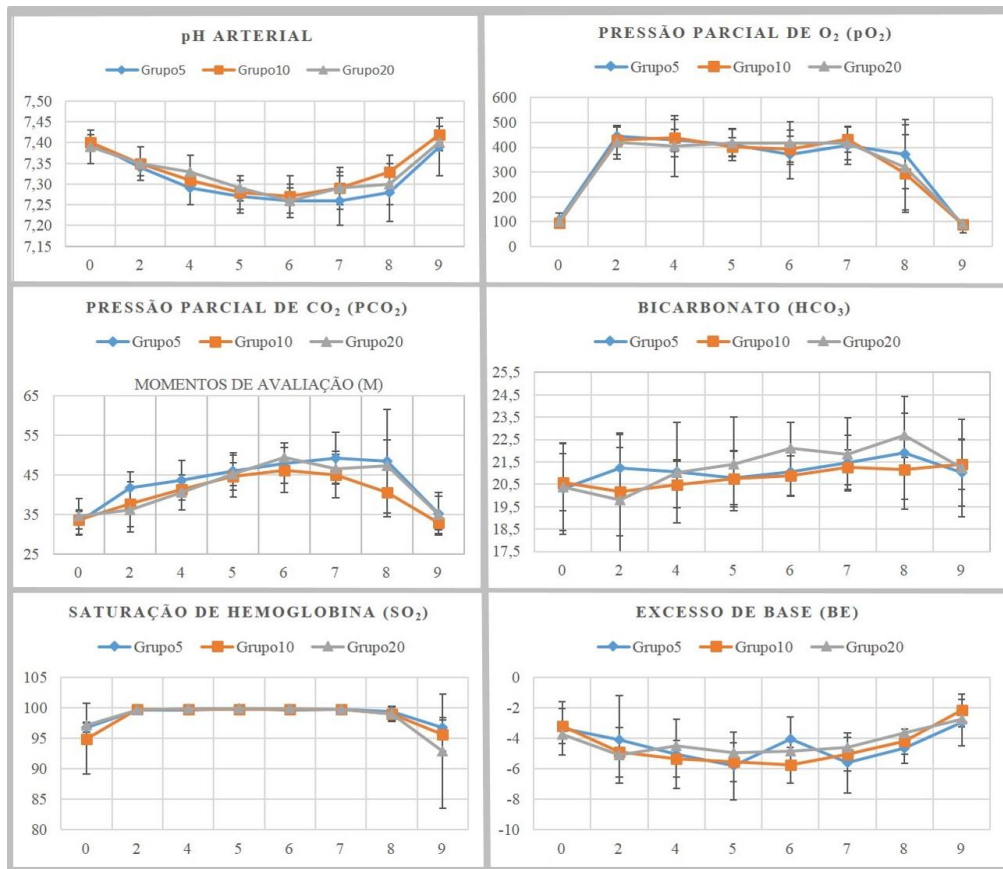 pH ARTERIAL
Grupo5 Grupo10 Grupo20
7,50
7,45
7,40
7,35
7,30
7,25
7,20
7,15
0 2 4 5 6 7 8 9
PRESSÃO PARCIAL DE O₂ (pO₂)
Grupo5 Grupo10 Grupo20
600
500
400
300
200
100
0
0 2 4 5 6 7 8 9
PRESSÃO PARCIAL DE CO₂ (PCO₂)
Grupo5 Grupo10 Grupo20
MOMENTOS DE AVALIAÇÃO (M)
65
55
45
35
25
0 2 4 5 6 7 8 9
BICARBONATO (HCO₃)
Grupo5 Grupo10 Grupo20
25,5
23,5
22,5
21,5
20,5
19,5
18,5
17,5
0 2 4 5 6 7 8 9
SATURAÇÃO DE HEMOGLOBINA (SO₂)
Grupo5 Grupo10 Grupo20
105
100
95
90
85
80
0 2 4 5 6 7 8 9
EXCESSO DE BASE (BE)
Grupo5 Grupo10 Grupo20
0
-2
-4
-6
-8
-10
0 2 4 5 6 7 8 9